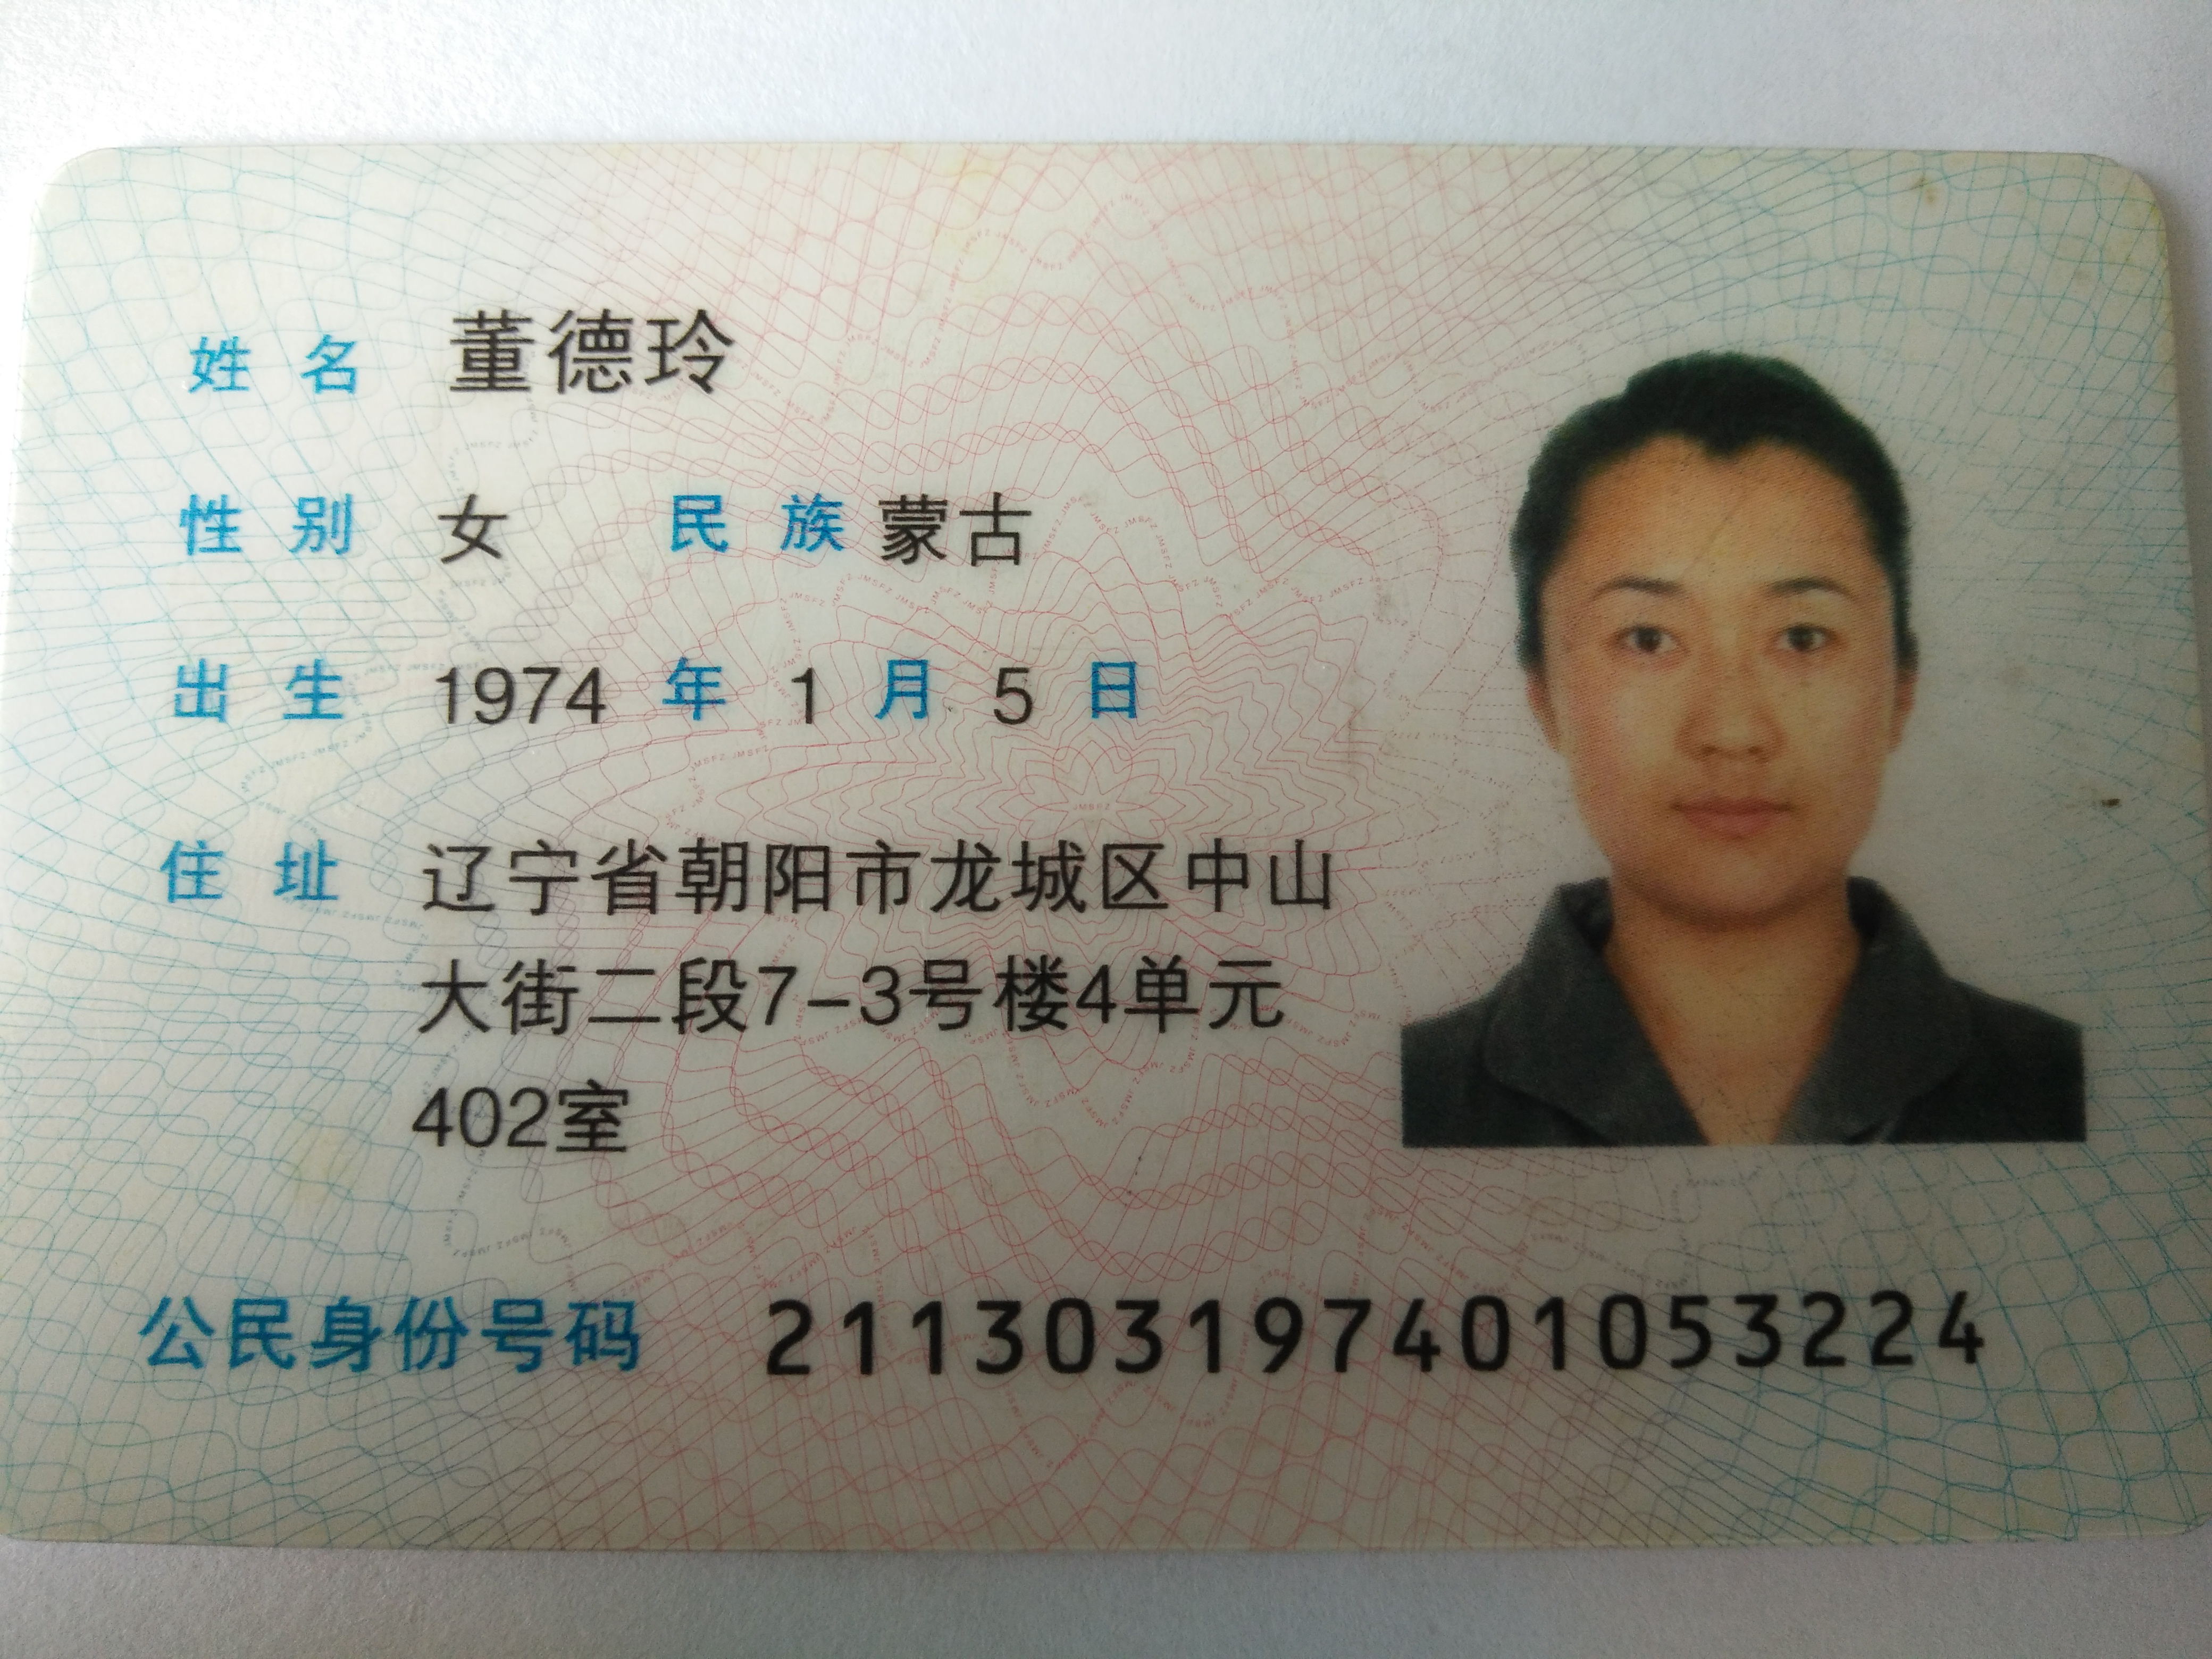 姓名 董德玲
性别 女 民族 蒙古
出生 1974 年 1 月 5 日
住址 辽宁省朝阳市龙城区中山
大街二段7-3号楼4单元
402室
公民身份号码 211303197401053224